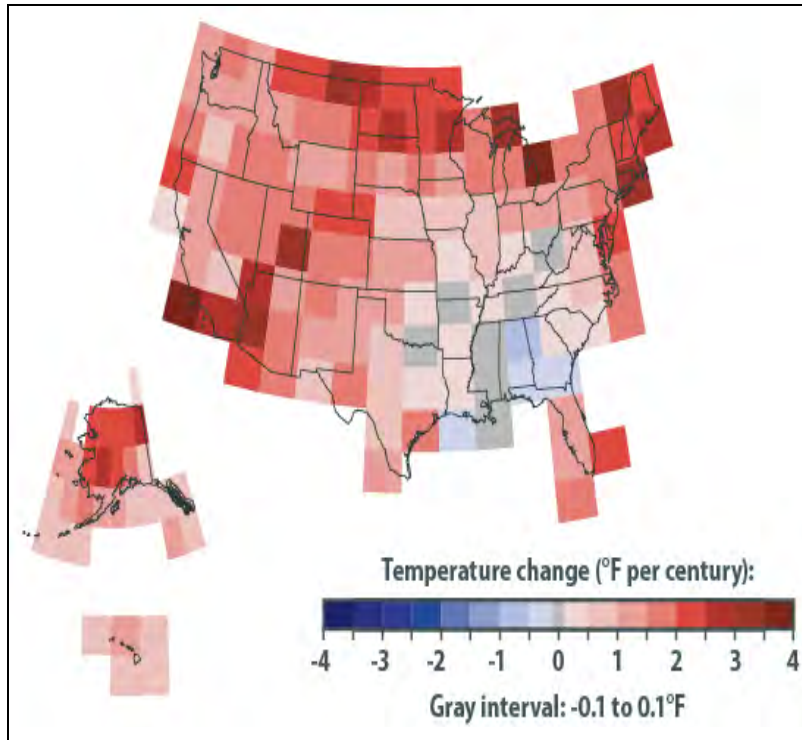 Temperature change (°F per century):
-4 -3 -2 -1 0 1 2 3 4
Gray interval: -0.1 to 0.1°F